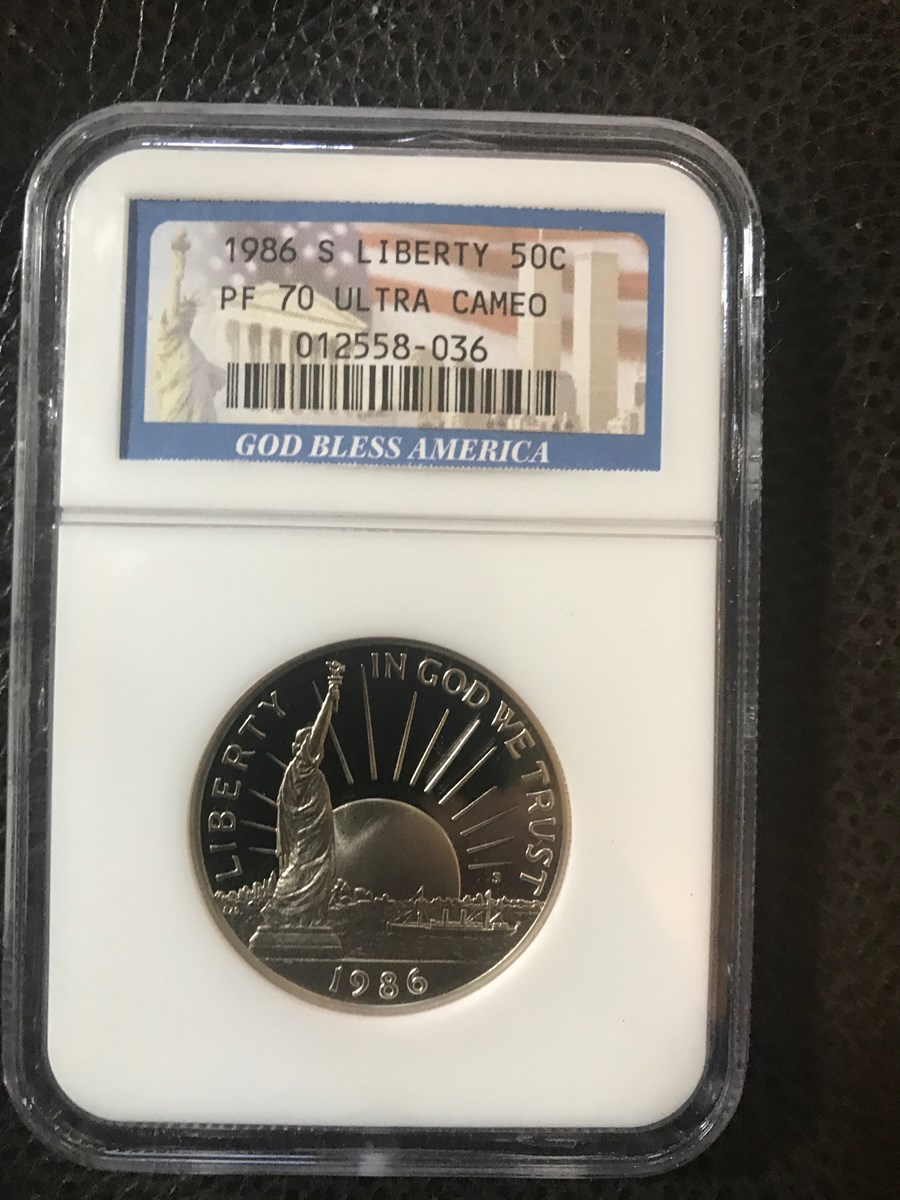 1986 S LIBERTY 50C
PF 70 ULTRA CAMEO
012558-036
GOD BLESS AMERICA
LIBERTY
IN GOD WE TRUST
S
1986